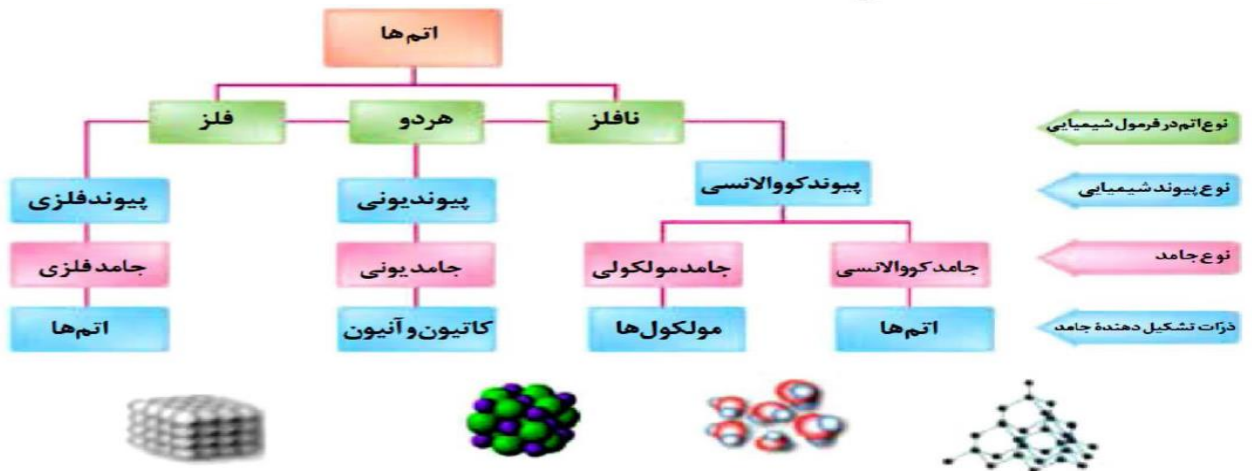 اتم‌ها
نافلز
هردو
فلز
نوع اتم در فرمول شیمیایی
پیوند کووالانسی
پیوند یونی
پیوند فلزی
نوع پیوند شیمیایی
جامد کووالانسی
جامد مولکولی
جامد یونی
جامد فلزی
نوع جامد
اتم‌ها
مولکول‌ها
کاتیون و آنیون
اتم‌ها
ذرّات تشکیل دهندهٔ جامد